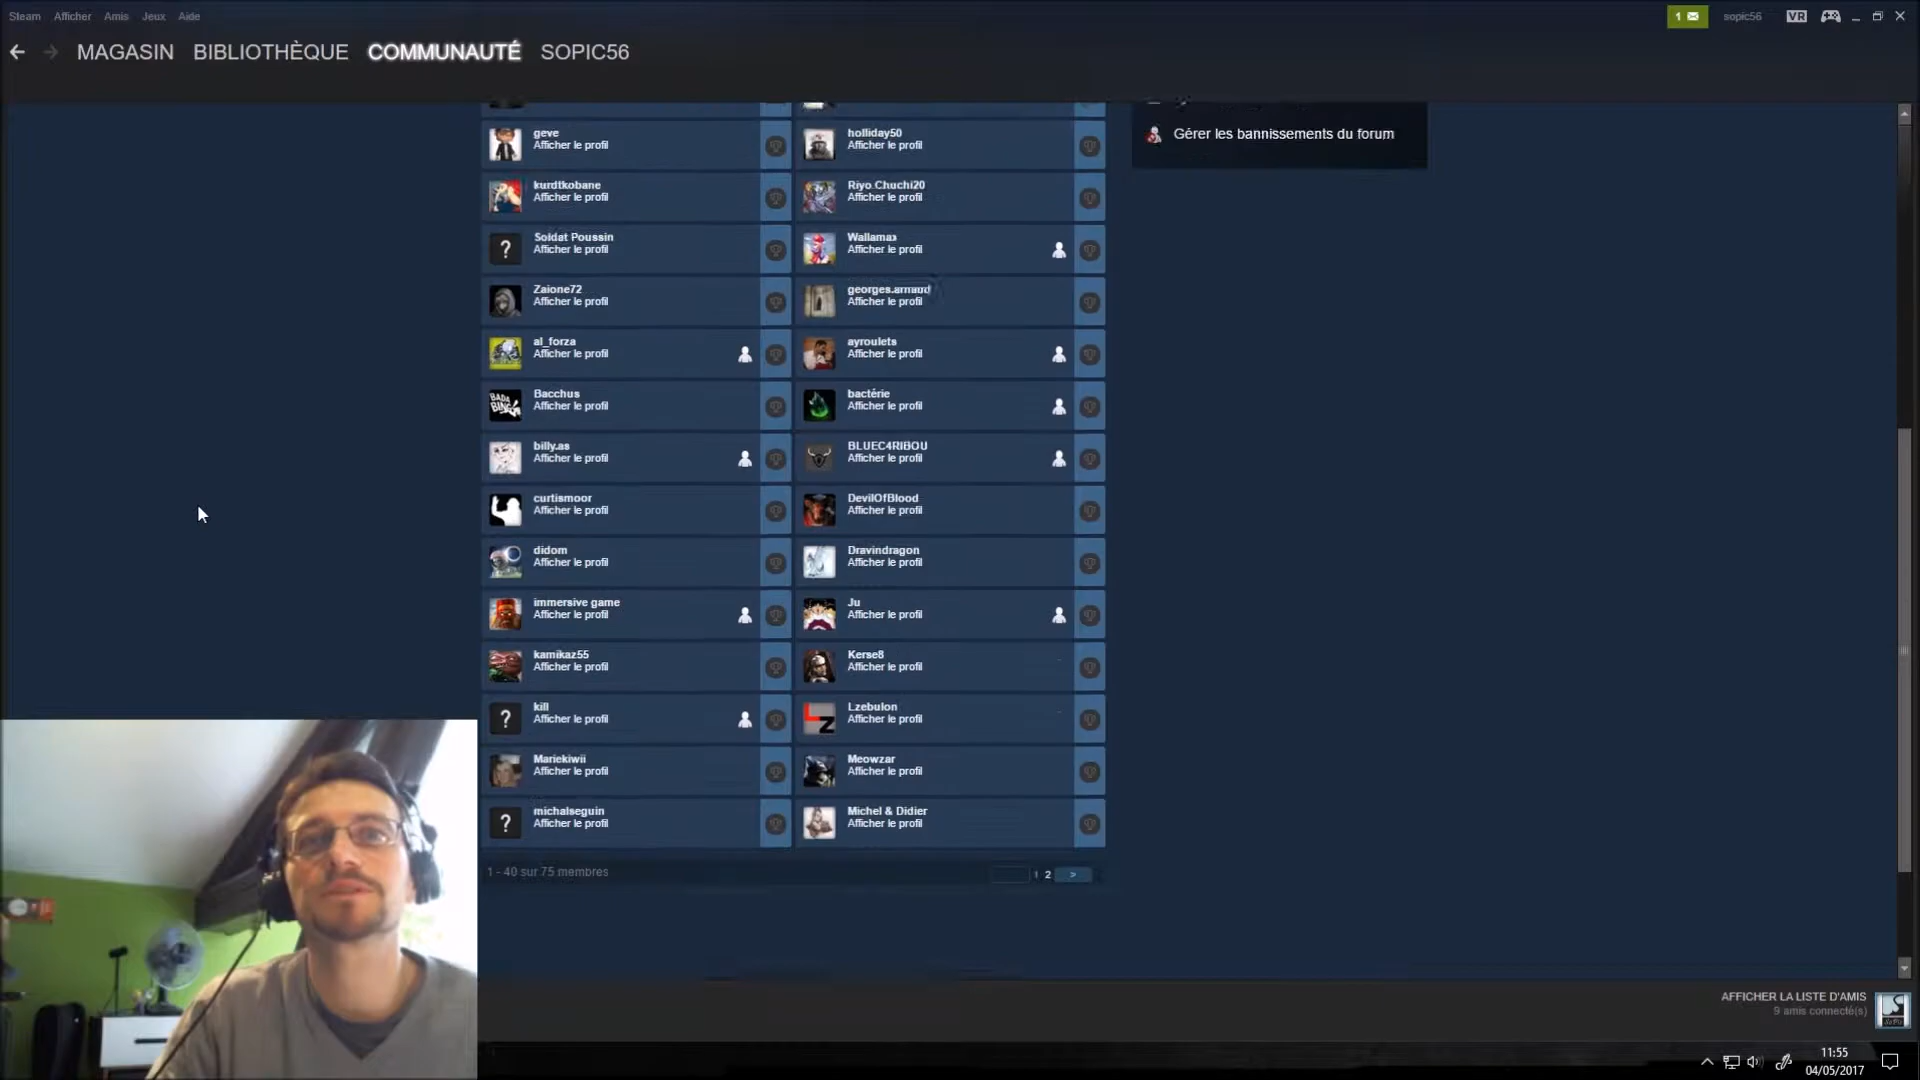 Steam Afficher Amis Jeux Aide
1 sopic56 VR
MAGASIN BIBLIOTHÈQUE COMMUNAUTÉ SOPIC56
Gérer les bannissements du forum
geve
Afficher le profil
holliday50
Afficher le profil
kurdtkobane
Afficher le profil
Riyo Chuchi20
Afficher le profil
?
Soldat Poussin
Afficher le profil
Wallamax
Afficher le profil
Zaione72
Afficher le profil
georges.arnaud
Afficher le profil
al_forza
Afficher le profil
ayroulets
Afficher le profil
BADA
BING
Bacchus
Afficher le profil
bactérie
Afficher le profil
billy.as
Afficher le profil
BLUEC4RIBOU
Afficher le profil
curtismoor
Afficher le profil
DevilOfBlood
Afficher le profil
didom
Afficher le profil
Dravindragon
Afficher le profil
immersive game
Afficher le profil
Ju
Afficher le profil
kamikaz55
Afficher le profil
Kerse8
Afficher le profil
?
kill
Afficher le profil
LZ
Lzebulon
Afficher le profil
Mariekiwii
Afficher le profil
Meowzar
Afficher le profil
?
michalseguin
Afficher le profil
Michel & Didier
Afficher le profil
1 - 40 sur 75 membres
1 2 >
AFFICHER LA LISTE D'AMIS
9 amis connecté(s)
11:55
04/05/2017